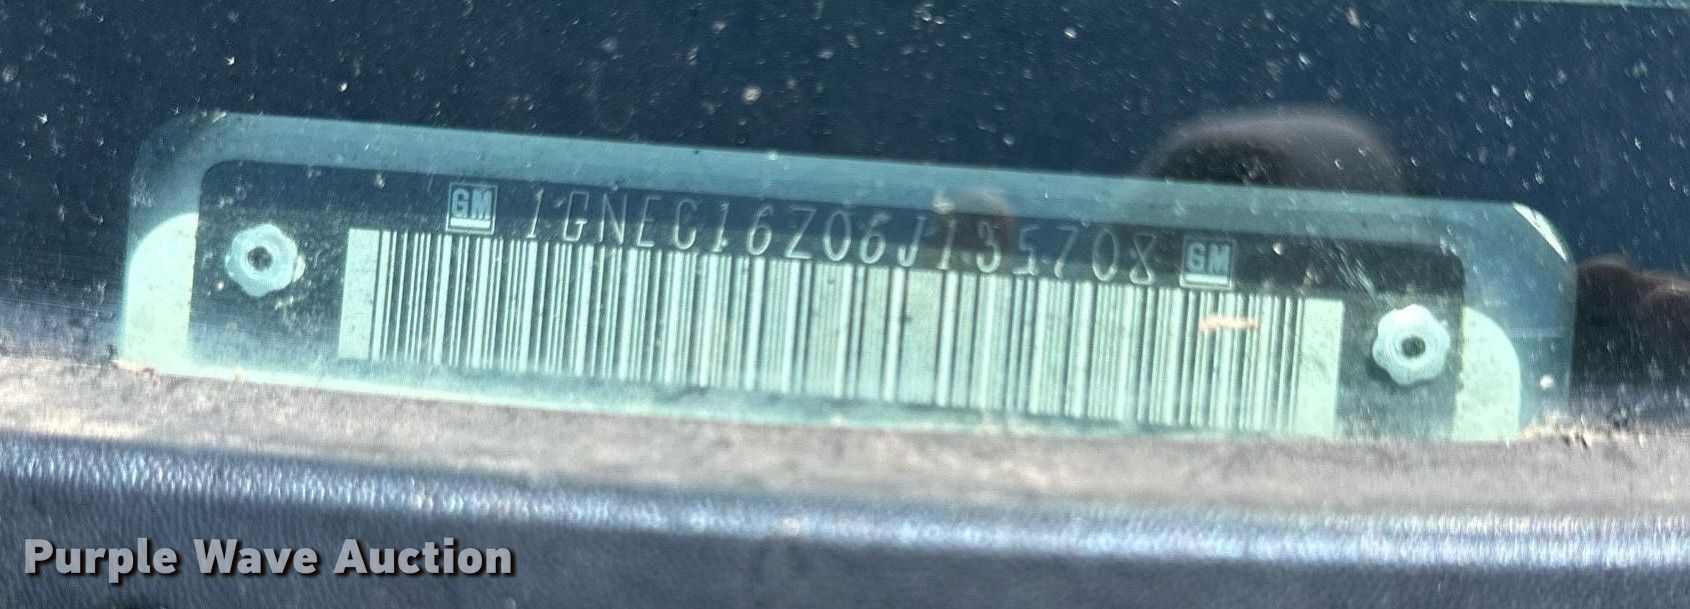 GM 1GNEC16Z06J135708 GM
Purple Wave Auction